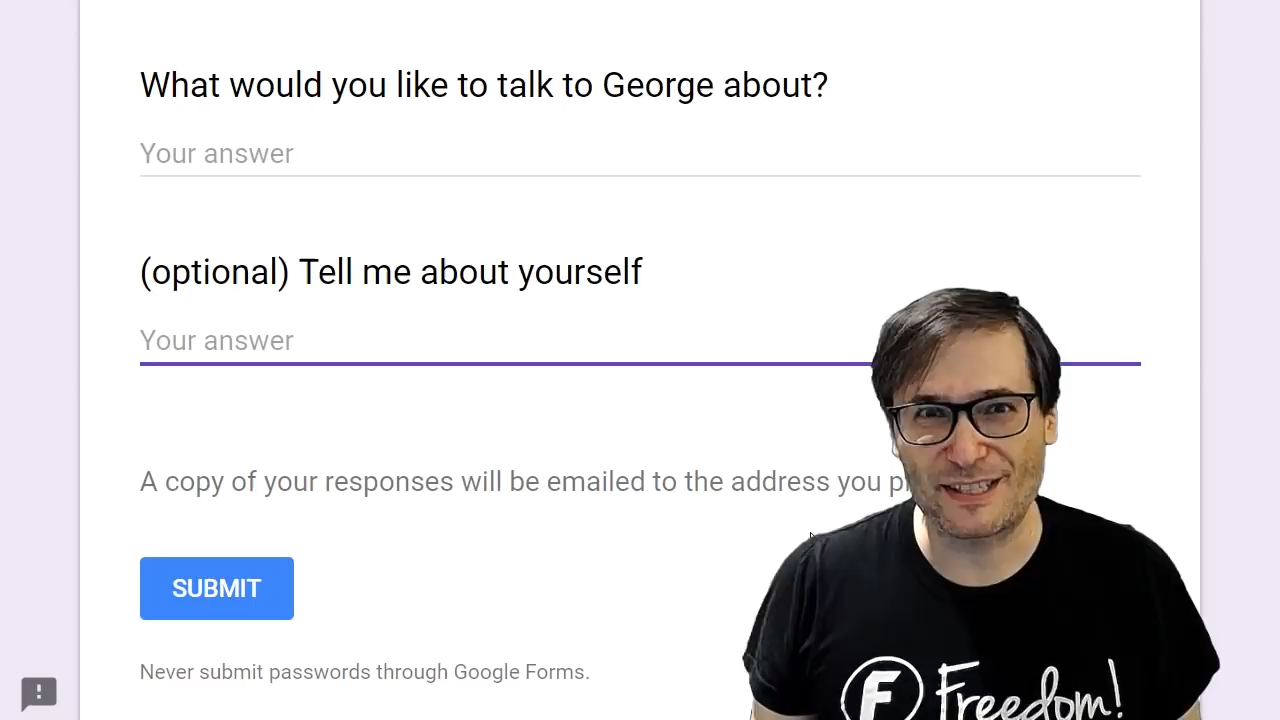 What would you like to talk to George about?
Your answer
(optional) Tell me about yourself
Your answer
A copy of your responses will be emailed to the address you
SUBMIT
Never submit passwords through Google Forms.
F Freedom!